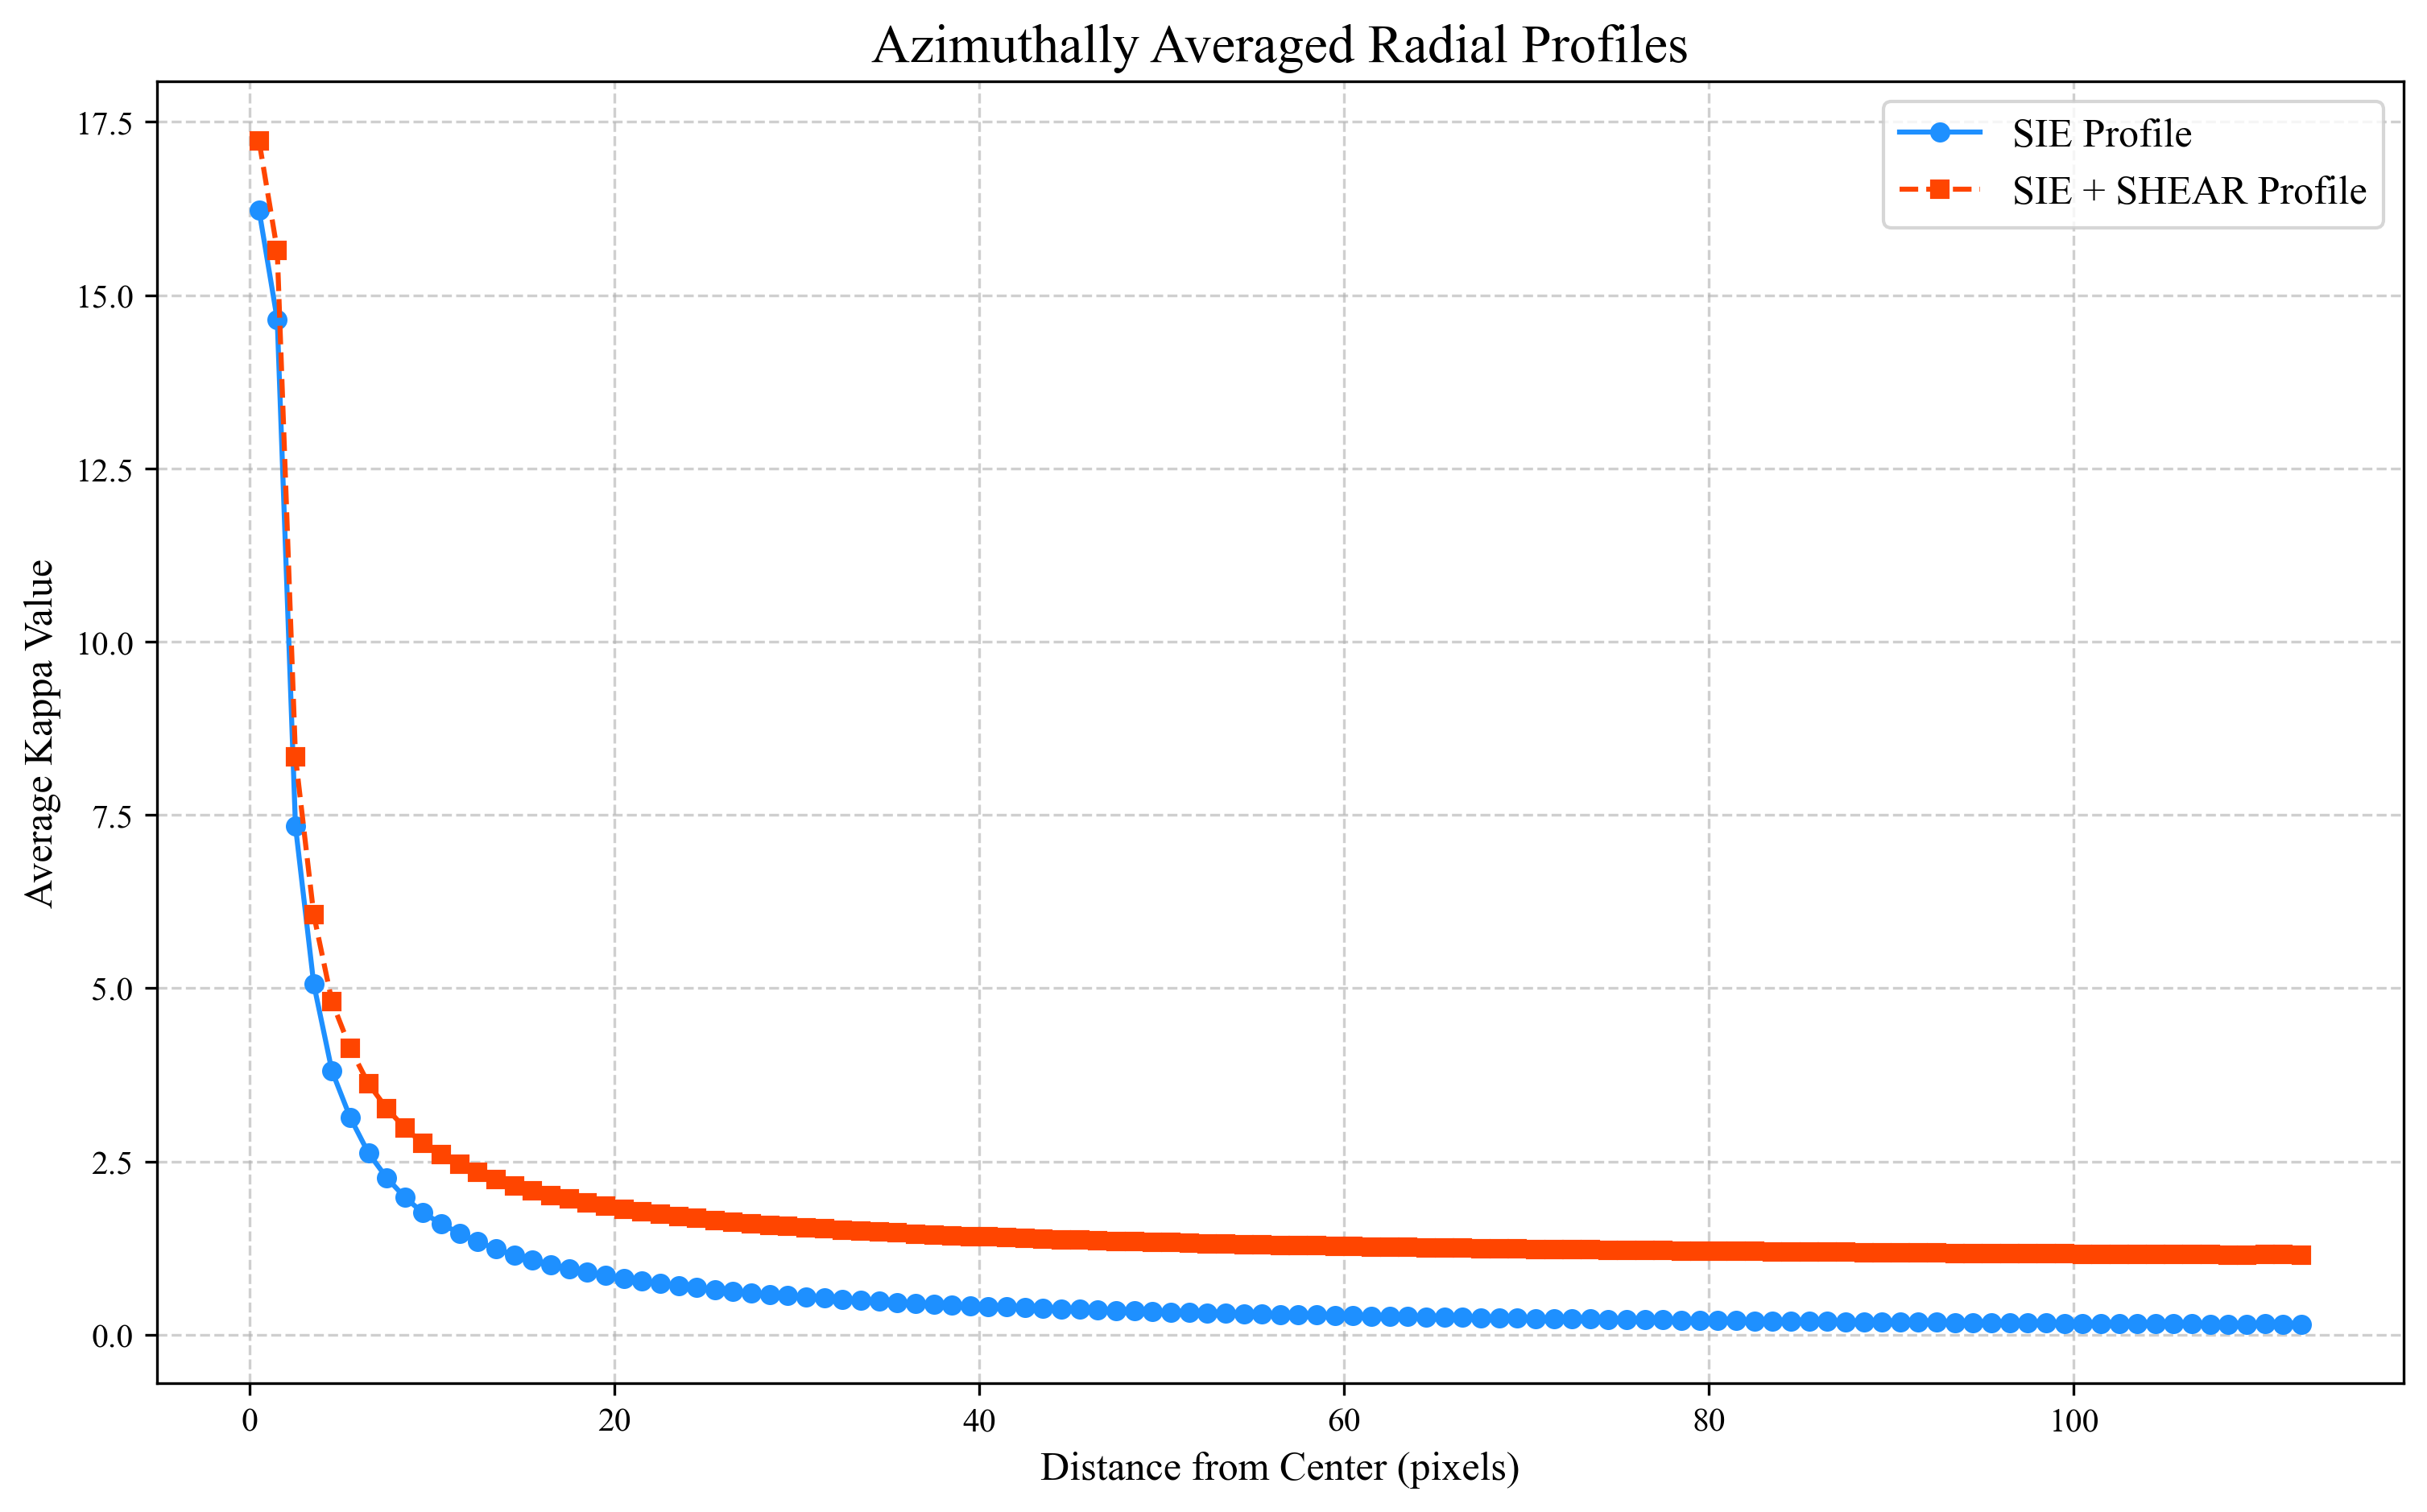 Azimuthally Averaged Radial Profiles
SIE Profile
SIE + SHEAR Profile
Average Kappa Value
17.5
15.0
12.5
10.0
7.5
5.0
2.5
0.0
0 20 40 60 80 100
Distance from Center (pixels)